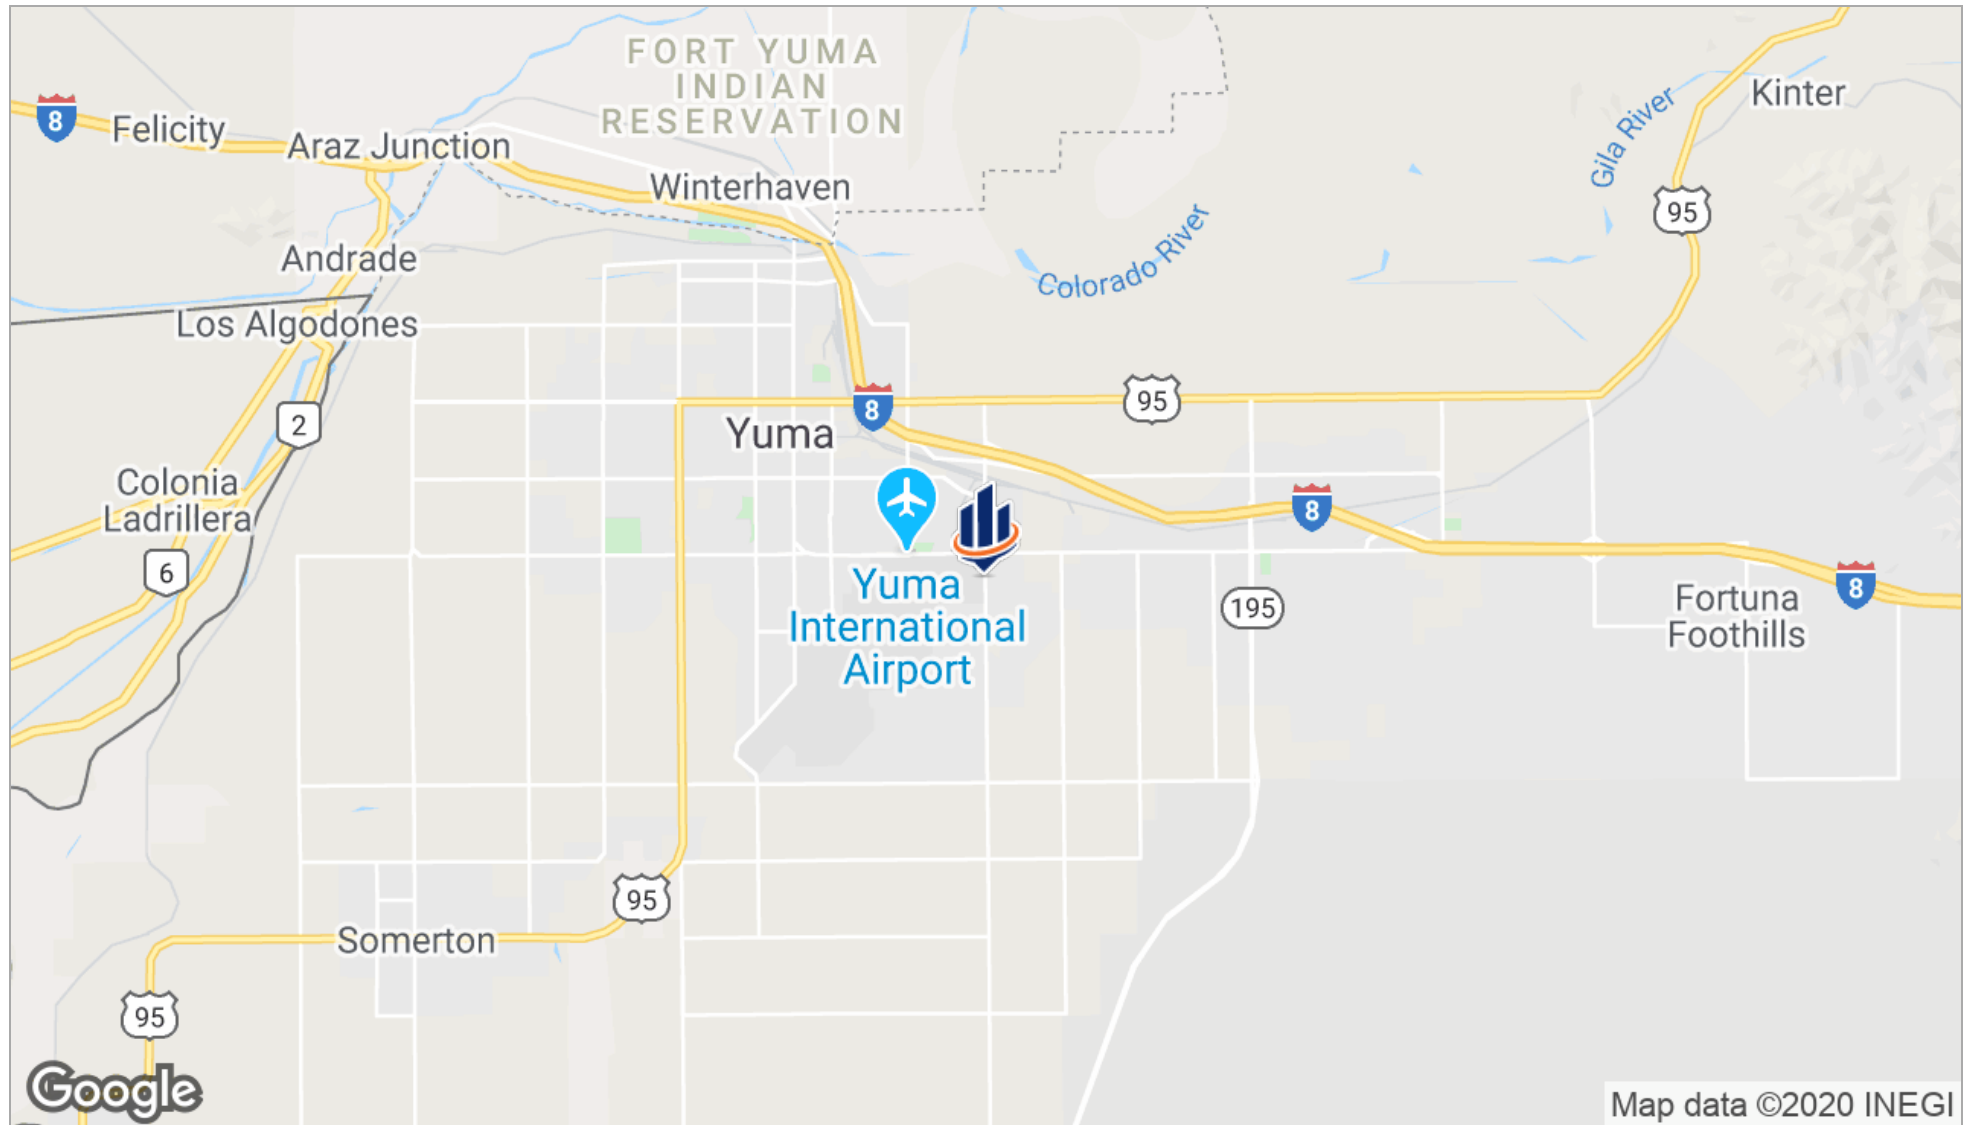 FORT YUMA
INDIAN
RESERVATION
Kinter
Gila River
8
Felicity
Araz Junction
Winterhaven
95
Andrade
Colorado River
Los Algodones
2
8
95
Yuma
Colonia
Ladrillera
8
6
Yuma
International
Airport
195
8
Fortuna
Foothills
95
Somerton
95
Google
Map data ©2020 INEGI